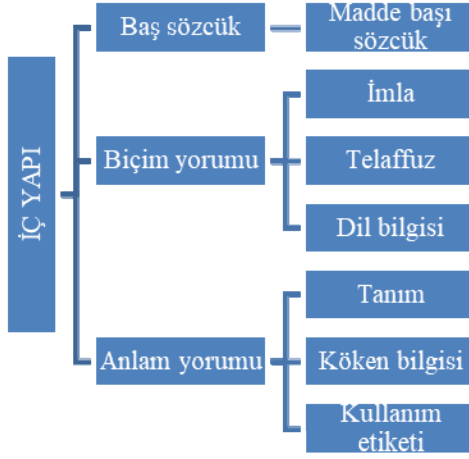 İÇ YAPI
Baş sözcük
Madde başı
sözcük
Biçim yorumu
İmla
Telaffuz
Dil bilgisi
Anlam yorumu
Tanım
Köken bilgisi
Kullanım
etiketi